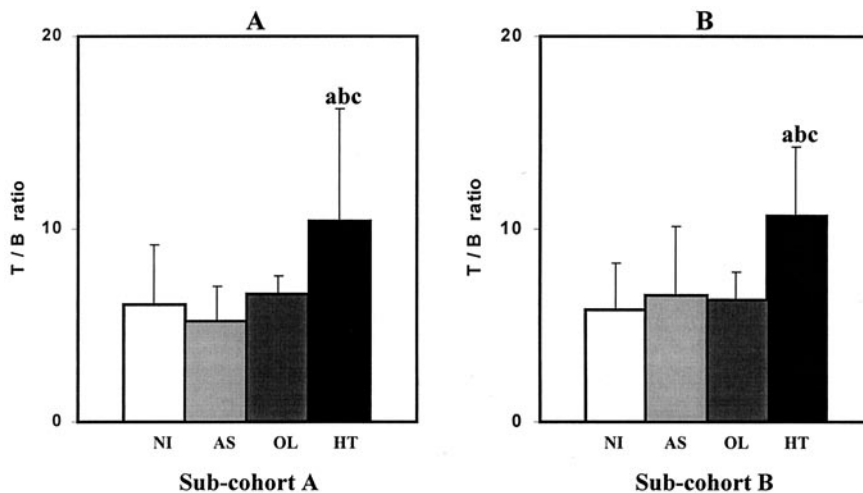 A
20
10
0
T / B ratio
abc
NI AS OL HT
Sub-cohort A
B
20
10
0
T / B ratio
abc
NI AS OL HT
Sub-cohort B